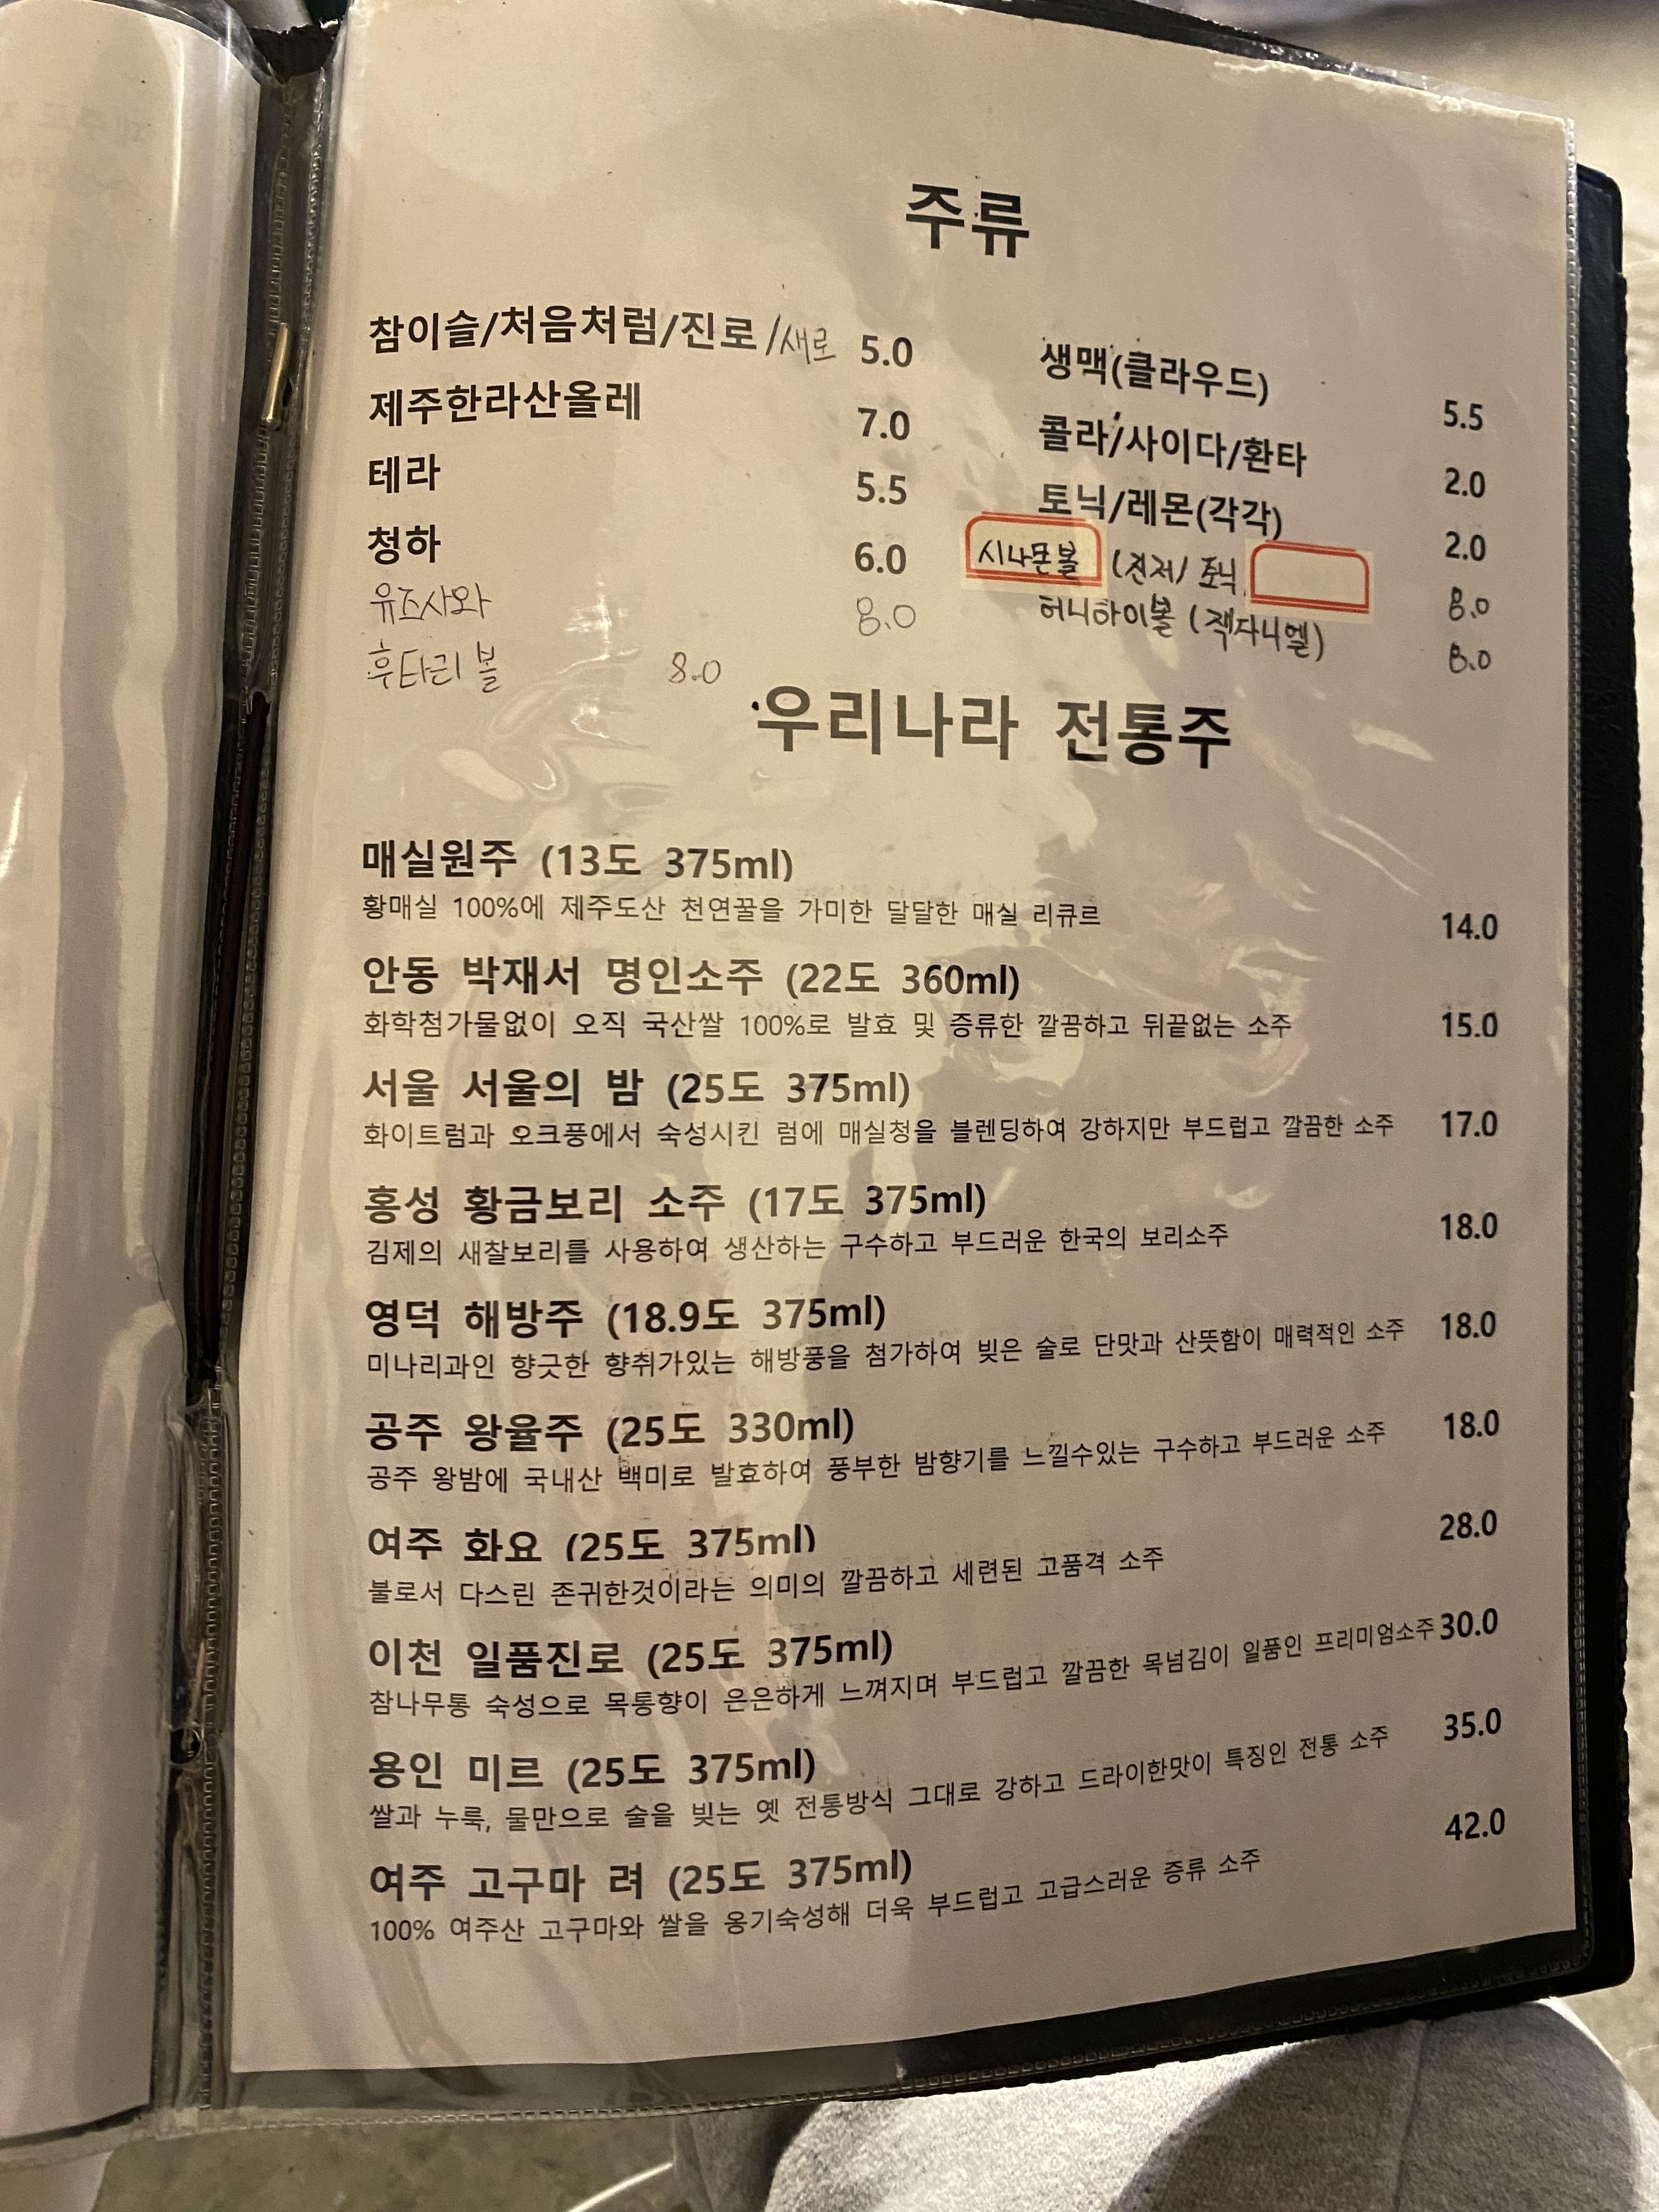 주류
참이슬/처음처럼/진로/새로 5.0
제주한라산올레 7.0
테라 5.5
청하 6.0
유즈사와 8.0
후타리 볼 8.0
생맥(클라우드) 5.5
콜라/사이다/환타 2.0
토닉/레몬(각각) 2.0
시나몬볼 (진저/토닉 8.0
허니하이볼 (잭다니엘) 8.0
우리나라 전통주
매실원주 (13도 375ml)
황매실 100%에 제주도산 천연꿀을 가미한 달달한 매실 리큐르 14.0
안동 박재서 명인소주 (22도 360ml)
화학첨가물없이 오직 국산쌀 100%로 발효 및 증류한 깔끔하고 뒤끝없는 소주 15.0
서울 서울의 밤 (25도 375ml)
화이트럼과 오크풍에서 숙성시킨 럼에 매실청을 블렌딩하여 강하지만 부드럽고 깔끔한 소주 17.0
홍성 황금보리 소주 (17도 375ml)
김제의 새찰보리를 사용하여 생산하는 구수하고 부드러운 한국의 보리소주 18.0
영덕 해방주 (18.9도 375ml)
미나리과인 향긋한 향취가있는 해방풍을 첨가하여 빚은 술로 단맛과 산뜻함이 매력적인 소주 18.0
공주 왕율주 (25도 330ml)
공주 왕밤에 국내산 백미로 발효하여 풍부한 밤향기를 느낄수있는 구수하고 부드러운 소주 18.0
여주 화요 (25도 375ml)
불로서 다스린 존귀한것이라는 의미의 깔끔하고 세련된 고품격 소주 28.0
이천 일품진로 (25도 375ml)
참나무통 숙성으로 목통향이 은은하게 느껴지며 부드럽고 깔끔한 목넘김이 일품인 프리미엄소주 30.0
용인 미르 (25도 375ml)
쌀과 누룩, 물만으로 술을 빚는 옛 전통방식 그대로 강하고 드라이한맛이 특징인 전통 소주 35.0
여주 고구마 려 (25도 375ml)
100% 여주산 고구마와 쌀을 옹기숙성해 더욱 부드럽고 고급스러운 증류 소주 42.0